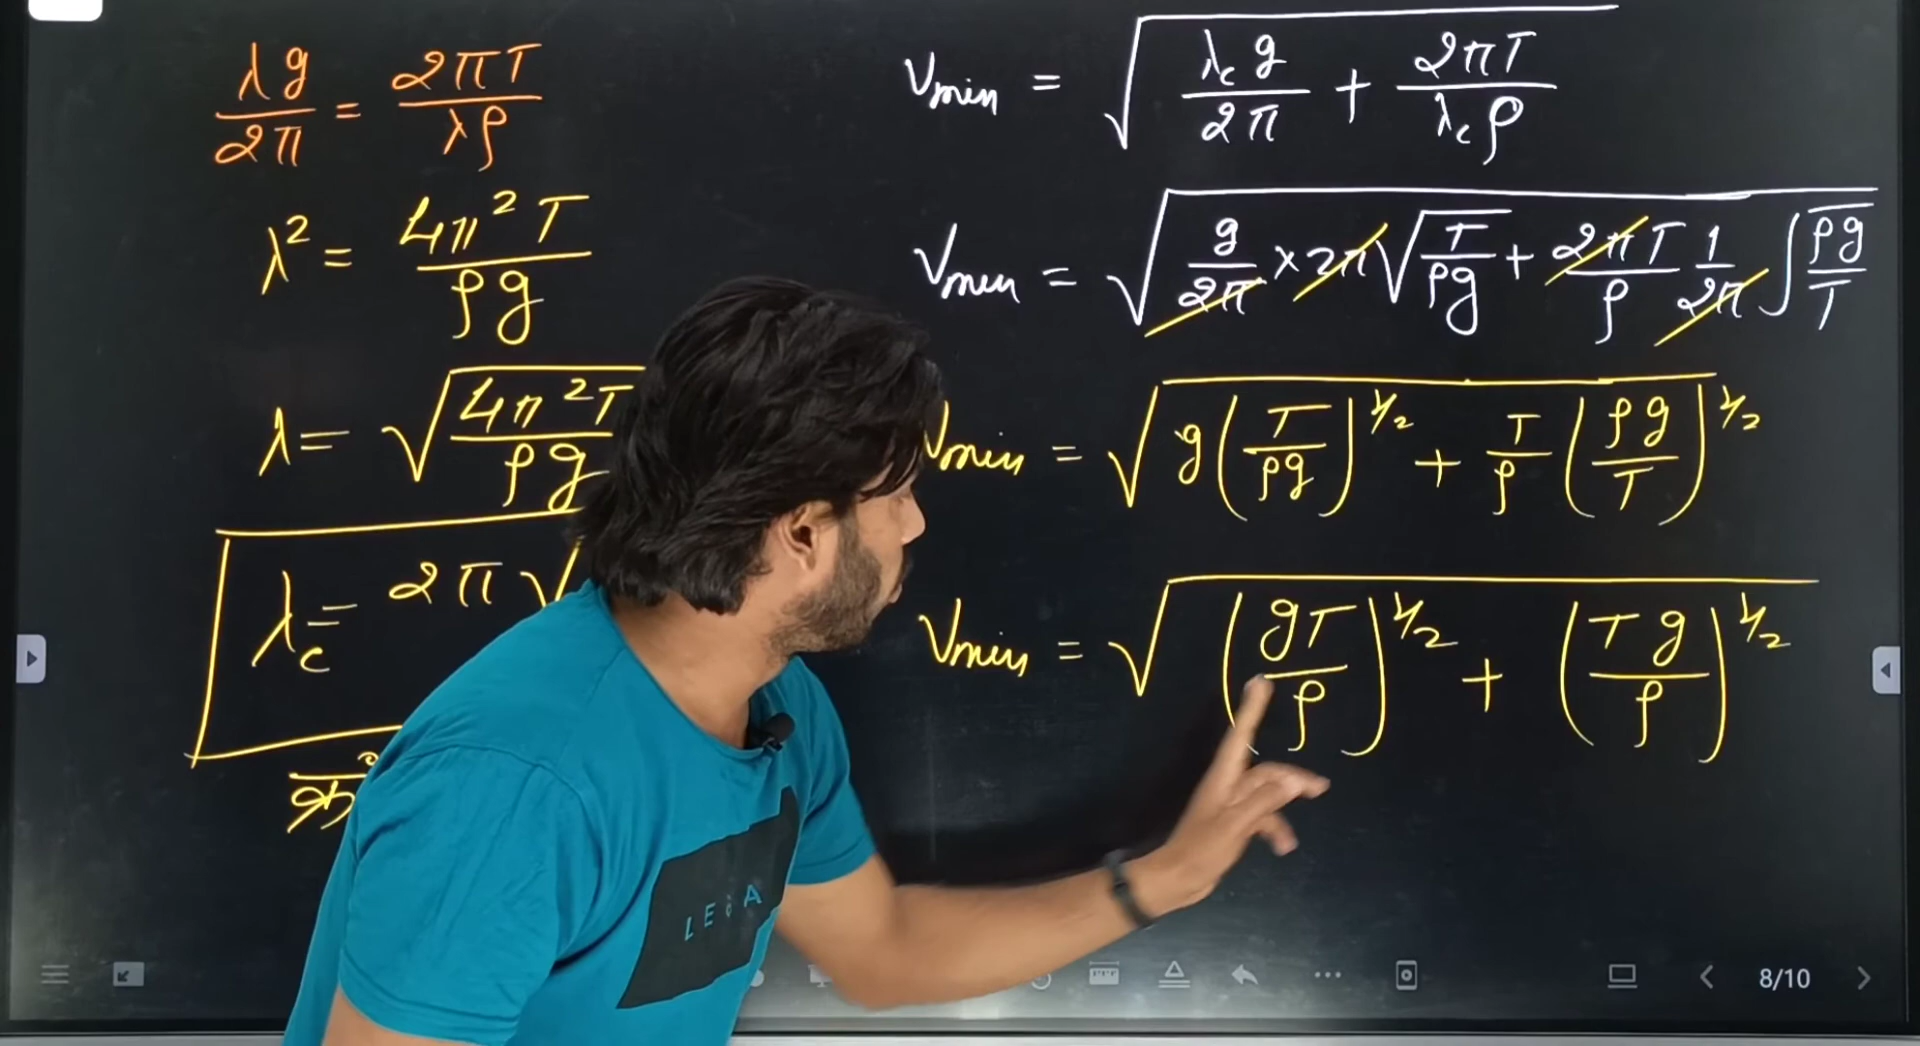 λg/2π = 2πT/λρ
λ² = 4π²T/ρg
λ = √(4π²T/ρg)
λc = 2π√
Vmin = √(λc g/2π + 2πT/λc ρ)
Vmin = √(g/2π × 2π √(T/ρg) + 2πT/ρ 1/2π √(ρg/T))
Vmin = √(g(T/ρg)^1/2 + T/ρ (ρg/T)^1/2)
Vmin = √((gT/ρ)^1/2 + (Tg/ρ)^1/2)
8/10